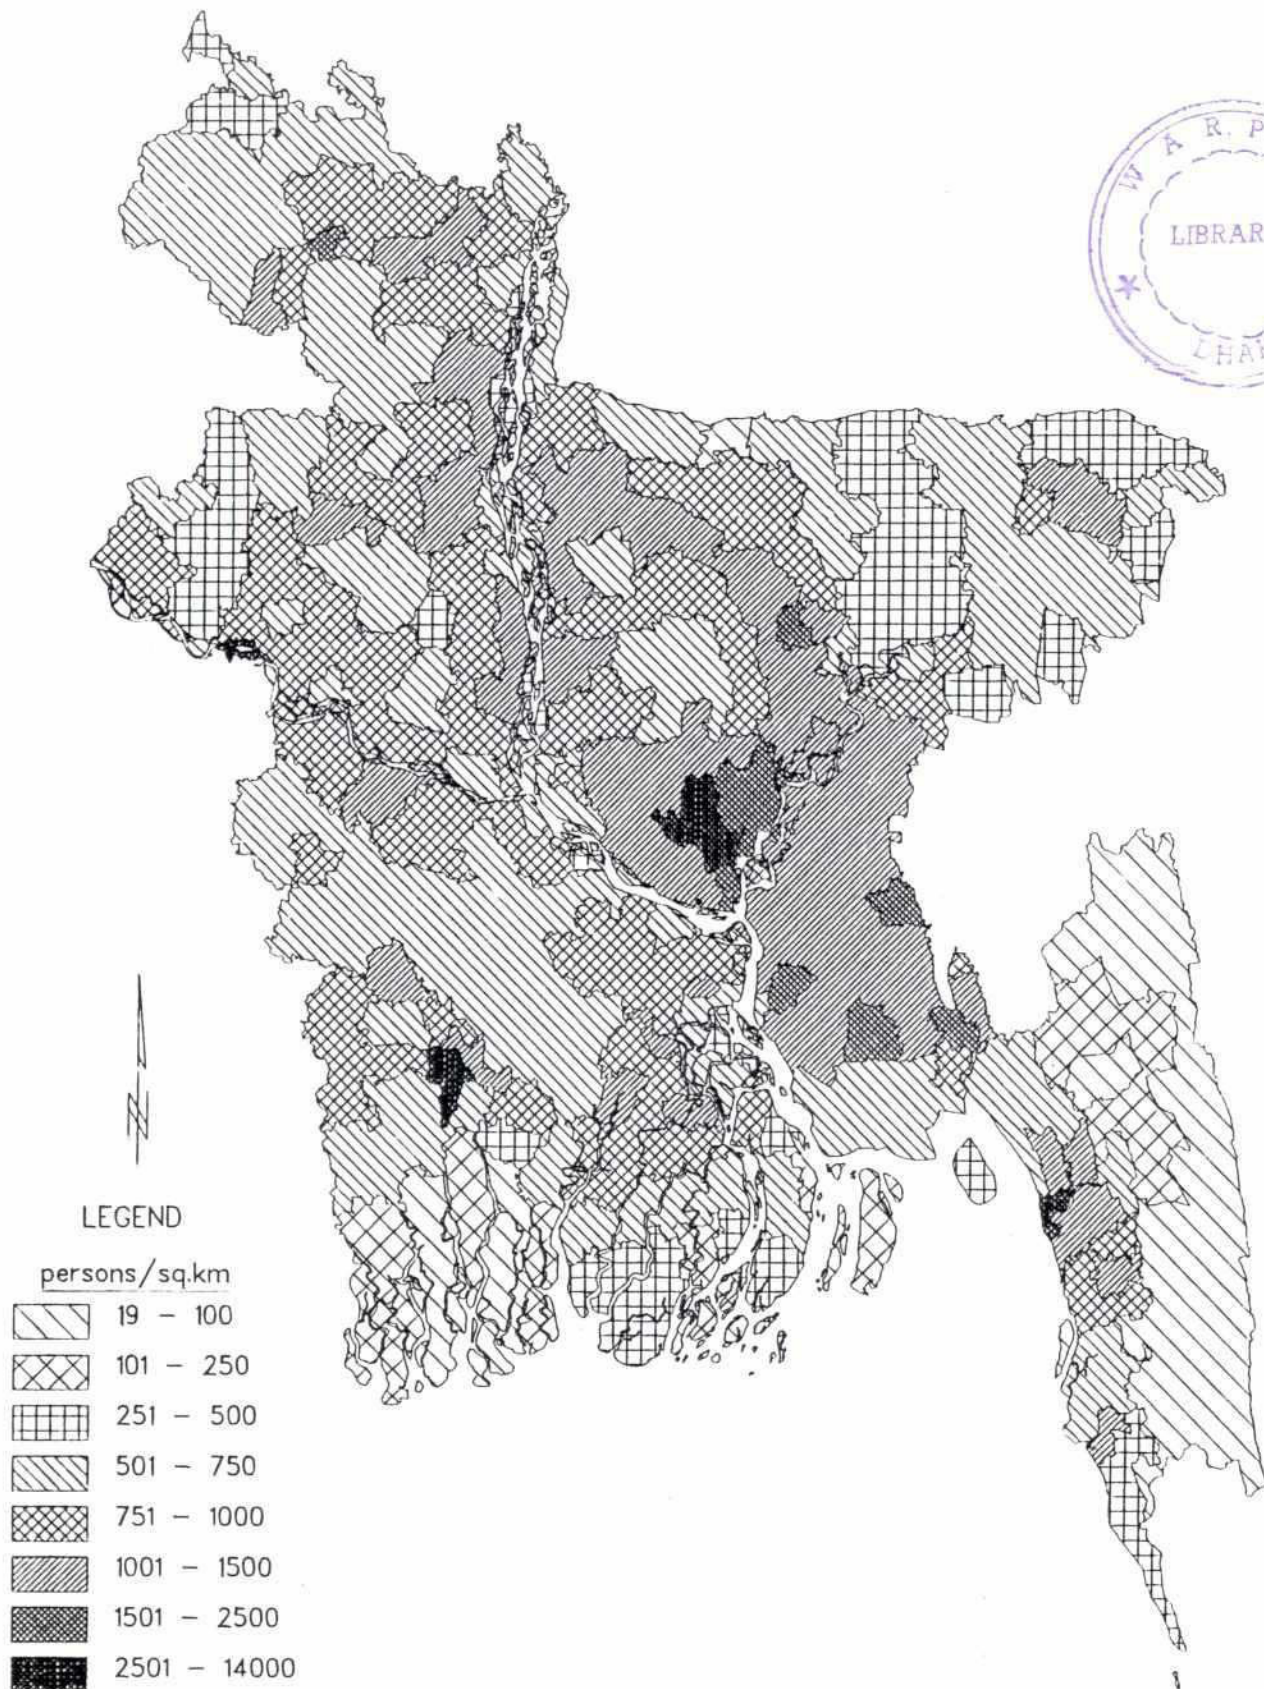 W A R. P
LIBRAR
DHA
N
LEGEND
persons/sq.km
19 – 100
101 – 250
251 – 500
501 – 750
751 – 1000
1001 – 1500
1501 – 2500
2501 – 14000